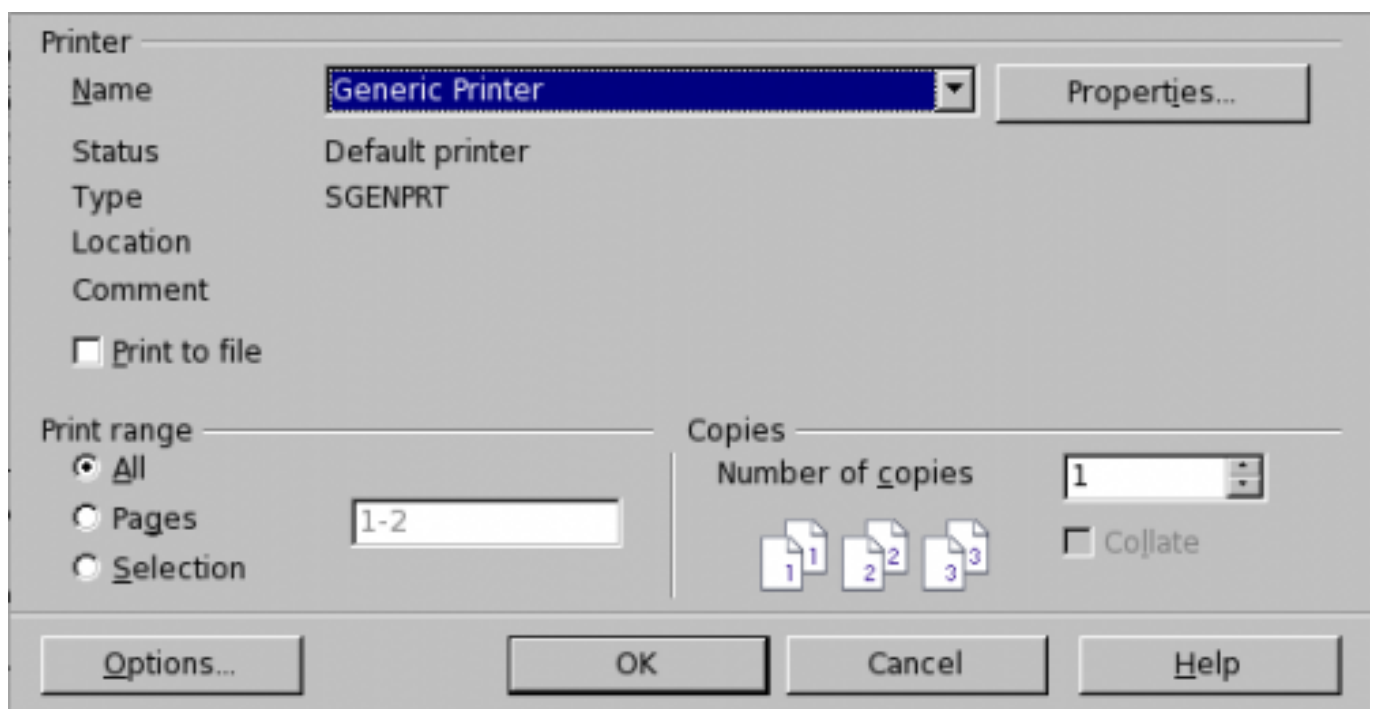 Printer
Name Generic Printer Properties...
Status Default printer
Type SGENPRT
Location
Comment
Print to file
Print range
All
Pages 1-2
Selection
Copies
Number of copies 1
1 1 2 2 3 3
Collate
Options... OK Cancel Help